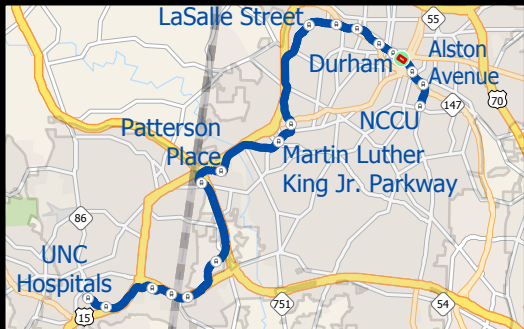 LaSalle Street
55
Durham
Alston
Avenue
70
147
NCCU
Patterson
Place
Martin Luther
King Jr. Parkway
86
UNC
Hospitals
15
751
54